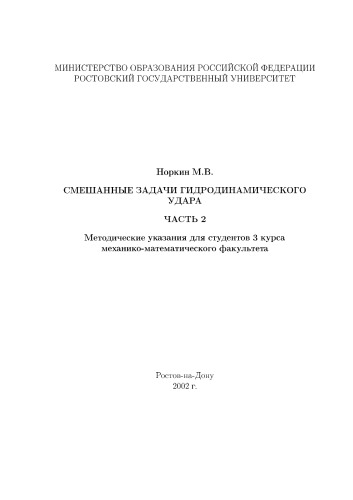 МИНИСТЕРСТВО ОБРАЗОВАНИЯ РОССИЙСКОЙ ФЕДЕРАЦИИ
РОСТОВСКИЙ ГОСУДАРСТВЕННЫЙ УНИВЕРСИТЕТ
Норкин М.В.
СМЕШАННЫЕ ЗАДАЧИ ГИДРОДИНАМИЧЕСКОГО
УДАРА
ЧАСТЬ 2
Методические указания для студентов 3 курса
механико-математического факультета
Ростов-на-Дону
2002 г.